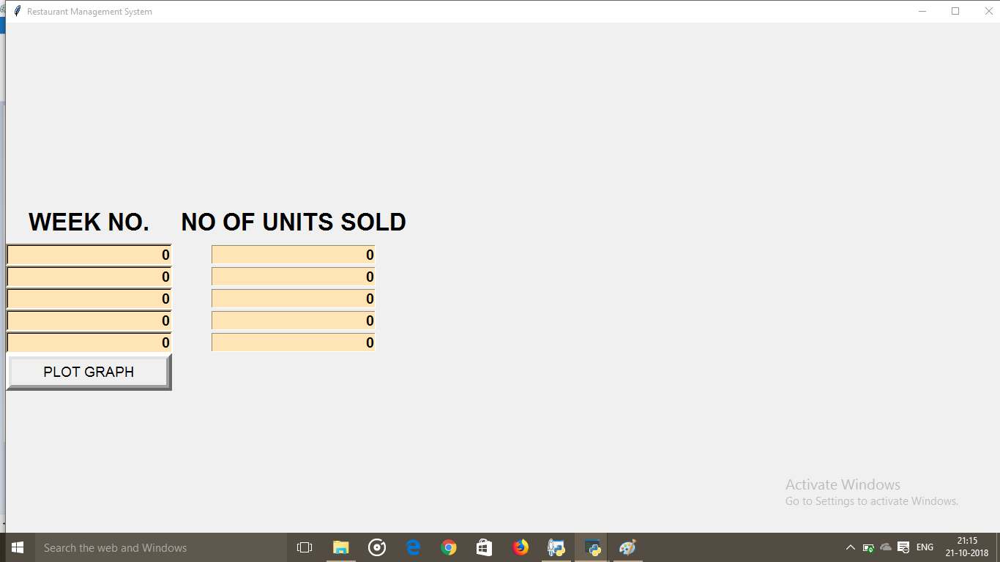 Restaurant Management System
WEEK NO. NO OF UNITS SOLD
0 0
0 0
0 0
0 0
0 0
PLOT GRAPH
Activate Windows
Go to Settings to activate Windows.
Search the web and Windows
ENG
21:15
21-10-2018